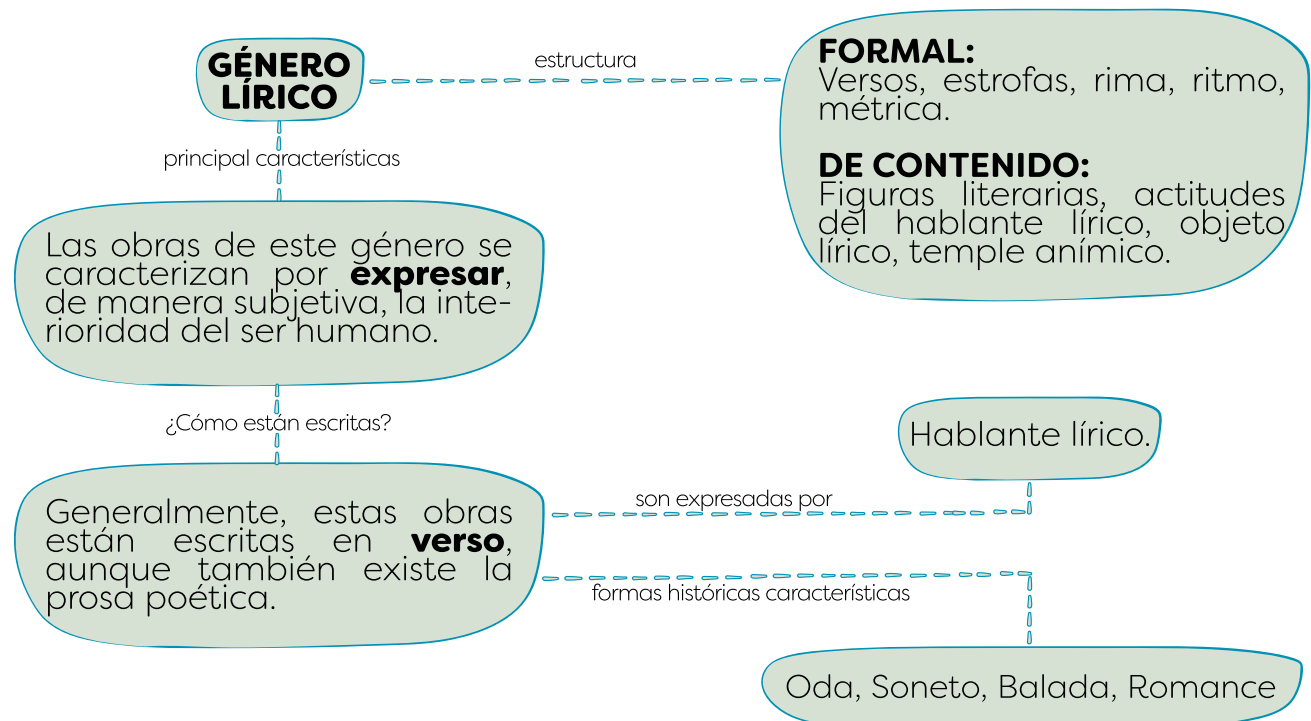 GÉNERO
LÍRICO
estructura
FORMAL:
Versos, estrofas, rima, ritmo,
métrica.
DE CONTENIDO:
Figuras literarias, actitudes
del hablante lírico, objeto
lírico, temple anímico.
principal características
Las obras de este género se
caracterizan por expresar,
de manera subjetiva, la inte-
rioridad del ser humano.
¿Cómo están escritas?
Generalmente, estas obras
están escritas en verso,
aunque también existe la
prosa poética.
son expresadas por
Hablante lírico.
formas históricas características
Oda, Soneto, Balada, Romance